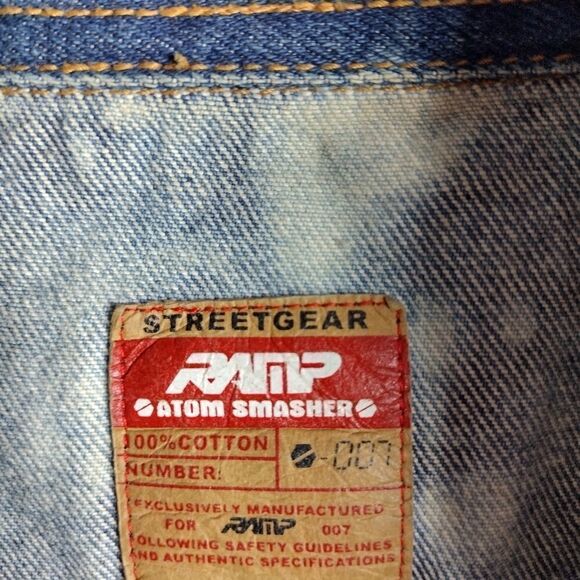 STREETGEAR
RAMP
ATOM SMASHER
100% COTTON
NUMBER: -007
EXCLUSIVELY MANUFACTURED
FOR RAMP 007
FOLLOWING SAFETY GUIDELINES
AND AUTHENTIC SPECIFICATIONS